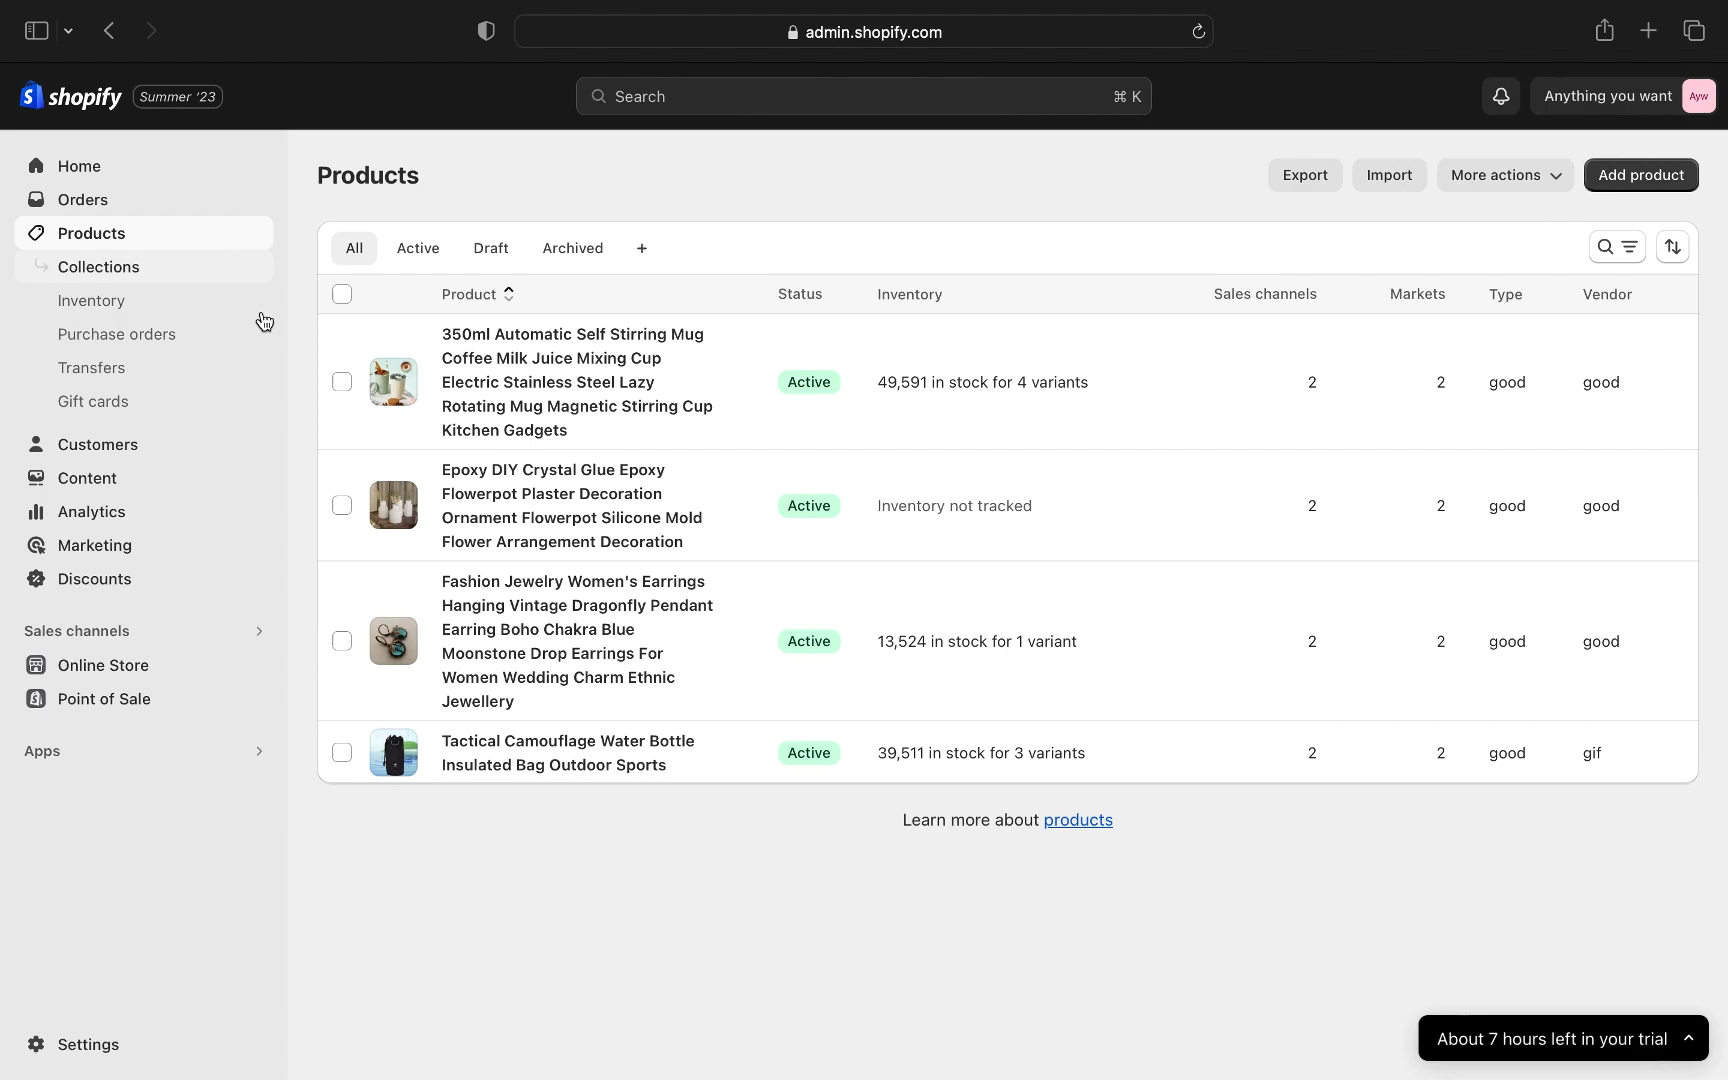 admin.shopify.com
shopify
Summer '23
Search
⌘ K
Anything you want
Ayw
Home
Orders
Products
Collections
Inventory
Purchase orders
Transfers
Gift cards
Customers
Content
Analytics
Marketing
Discounts
Sales channels
Online Store
Point of Sale
Apps
Settings
Products
Export
Import
More actions
Add product
All
Active
Draft
Archived
+
Product
Status
Inventory
Sales channels
Markets
Type
Vendor
350ml Automatic Self Stirring Mug
Coffee Milk Juice Mixing Cup
Electric Stainless Steel Lazy
Rotating Mug Magnetic Stirring Cup
Kitchen Gadgets
Active
49,591 in stock for 4 variants
2
2
good
good
Epoxy DIY Crystal Glue Epoxy
Flowerpot Plaster Decoration
Ornament Flowerpot Silicone Mold
Flower Arrangement Decoration
Active
Inventory not tracked
2
2
good
good
Fashion Jewelry Women's Earrings
Hanging Vintage Dragonfly Pendant
Earring Boho Chakra Blue
Moonstone Drop Earrings For
Women Wedding Charm Ethnic
Jewellery
Active
13,524 in stock for 1 variant
2
2
good
good
Tactical Camouflage Water Bottle
Insulated Bag Outdoor Sports
Active
39,511 in stock for 3 variants
2
2
good
gif
Learn more about products
About 7 hours left in your trial